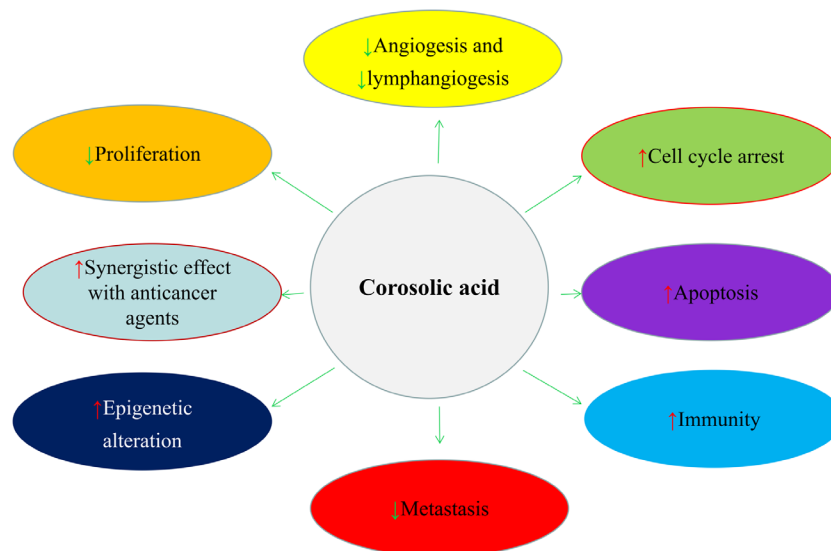 ↓Angiogesis and
↓lymphangiogesis
↓Proliferation
↑Cell cycle arrest
↑Synergistic effect
with anticancer
agents
Corosolic acid
↑Apoptosis
↑Epigenetic
alteration
↑Immunity
↓Metastasis